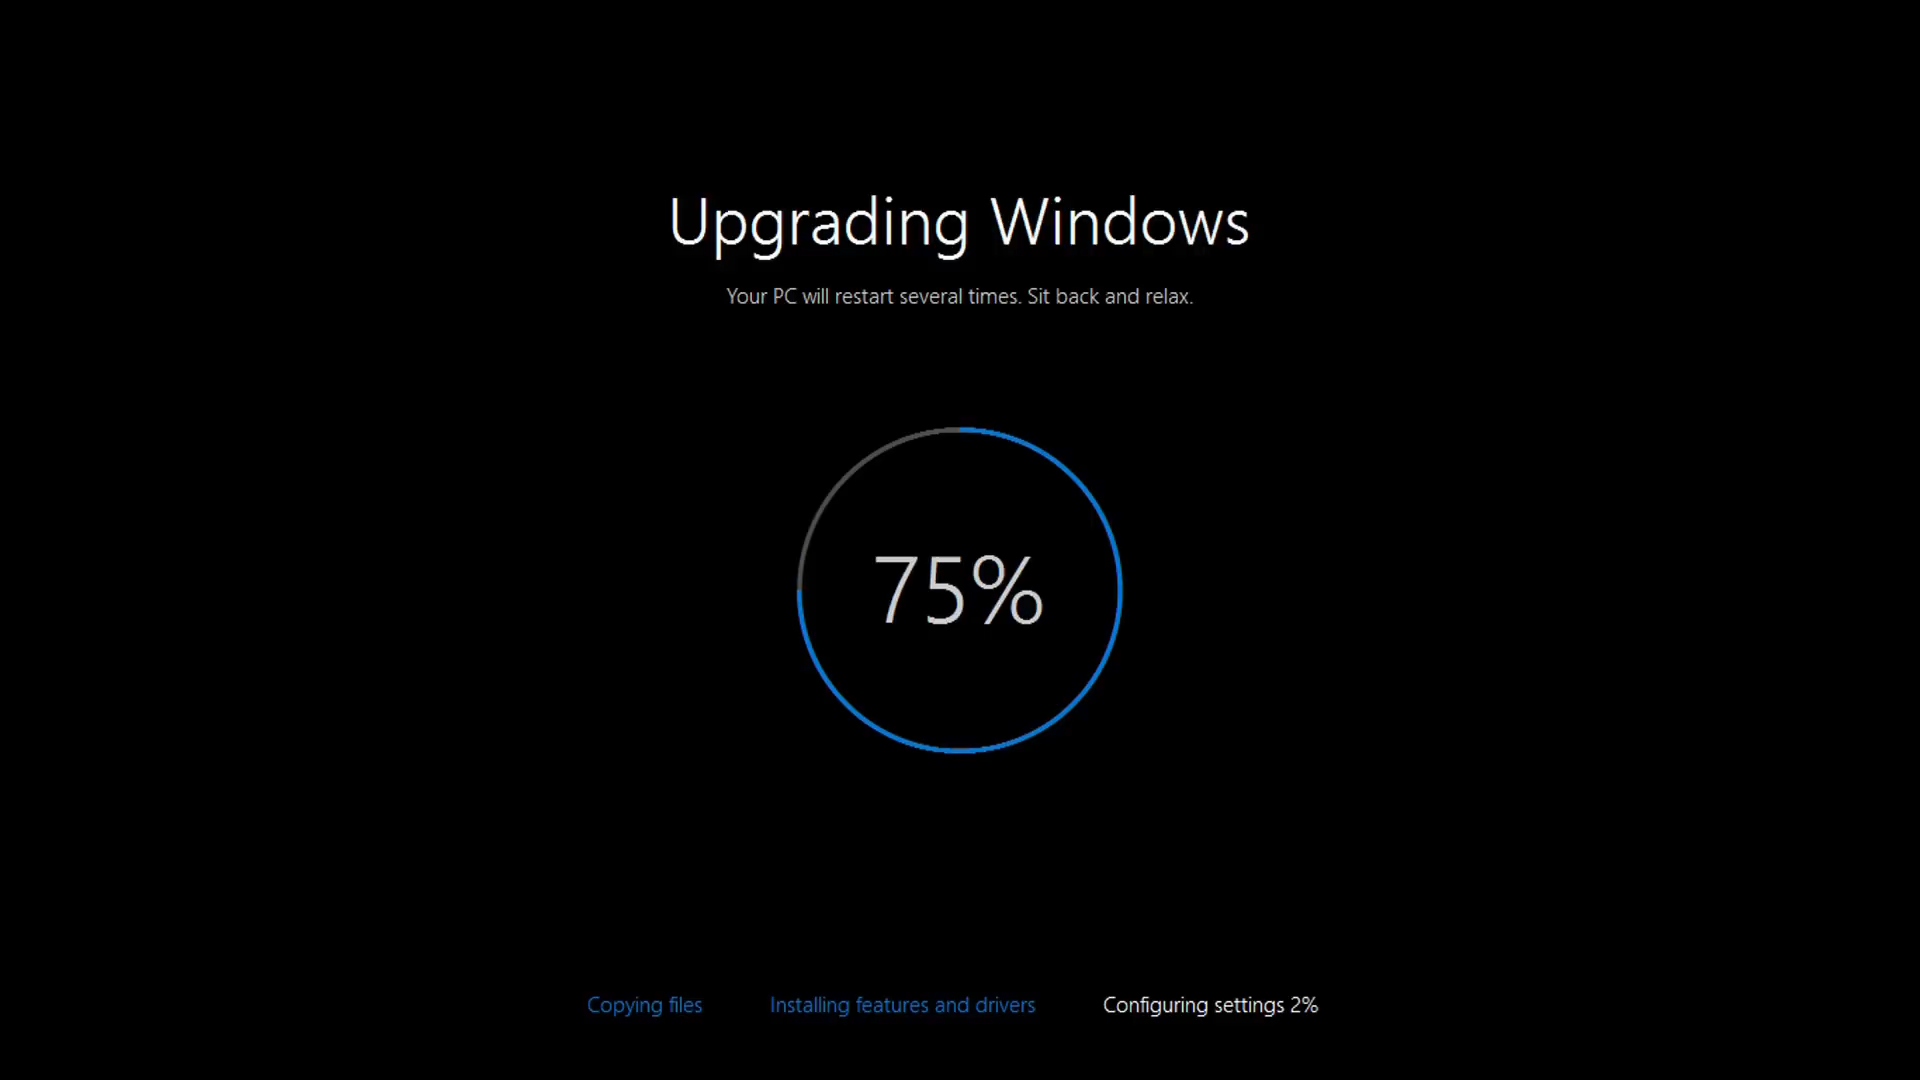 Upgrading Windows
Your PC will restart several times. Sit back and relax.
75%
Copying files Installing features and drivers Configuring settings 2%